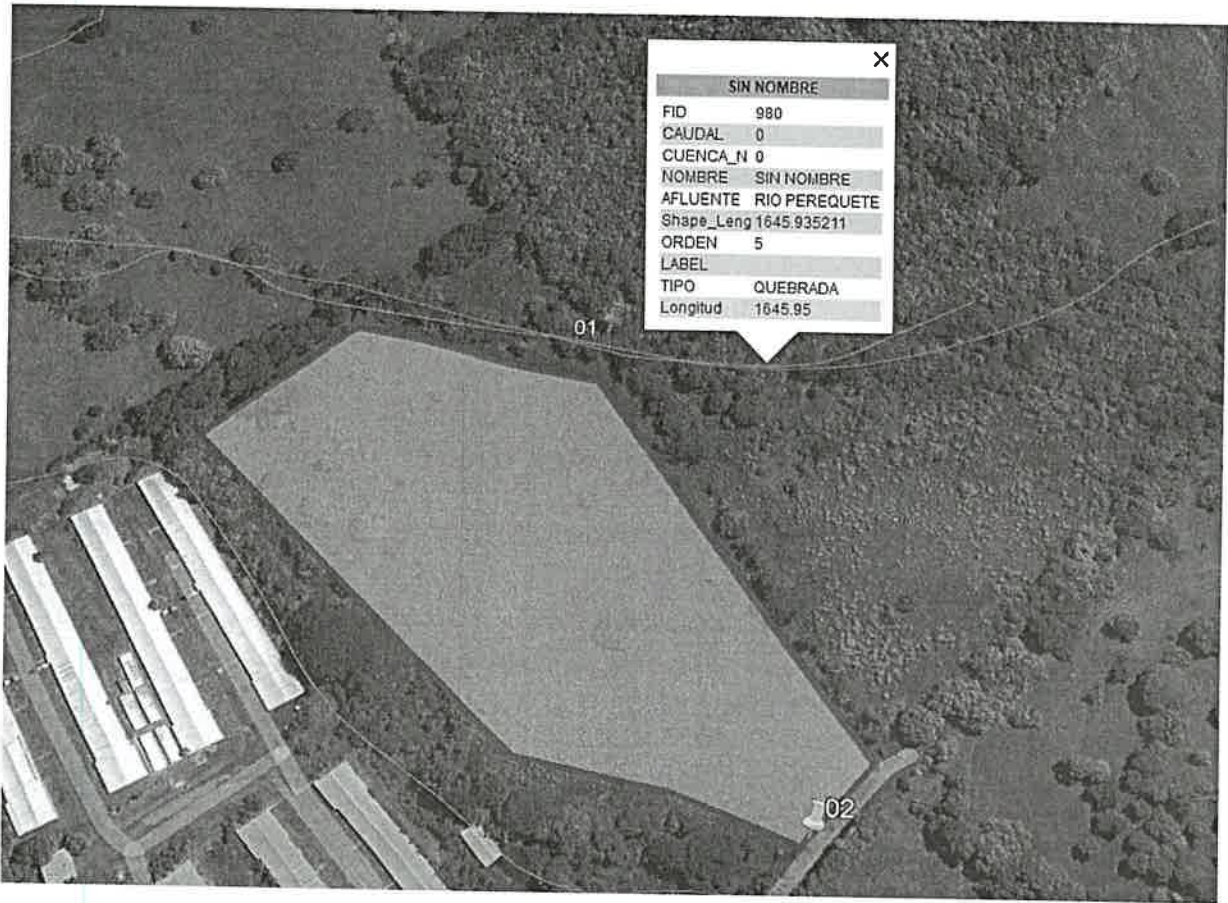 SIN NOMBRE
FID 980
CAUDAL 0
CUENCA_N 0
NOMBRE SIN NOMBRE
AFLUENTE RIO PEREQUETE
Shape_Leng 1645.935211
ORDEN 5
LABEL
TIPO QUEBRADA
Longitud 1645.95
01
02